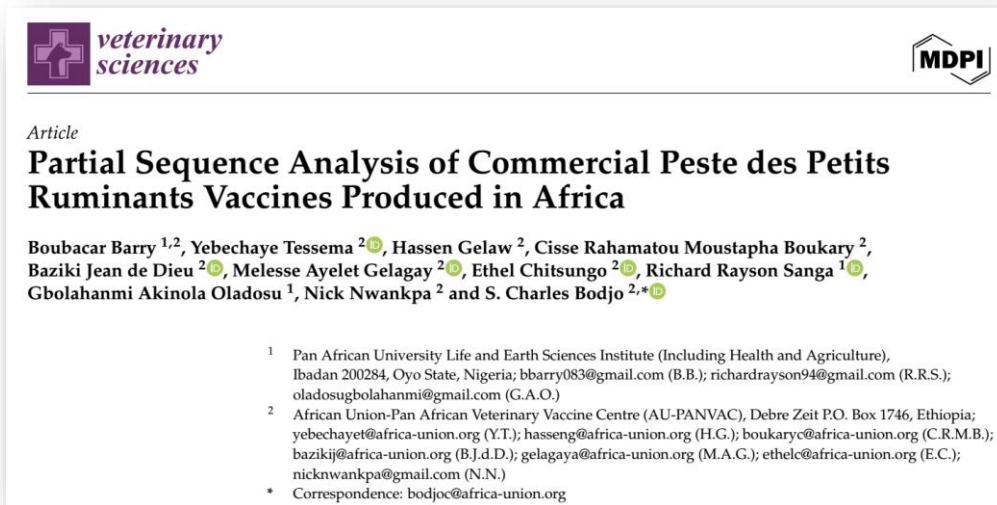 veterinary
sciences
MDPI
Article
Partial Sequence Analysis of Commercial Peste des Petits
Ruminants Vaccines Produced in Africa
Boubacar Barry 1,2, Yebechaye Tessema 2 iD, Hassen Gelaw 2, Cisse Rahamatou Moustapha Boukary 2,
Baziki Jean de Dieu 2 iD, Melesse Ayelet Gelagay 2 iD, Ethel Chitsungo 2 iD, Richard Rayson Sanga 1 iD,
Gbolahanmi Akinola Oladosu 1, Nick Nwankpa 2 and S. Charles Bodjo 2,* iD
1 Pan African University Life and Earth Sciences Institute (Including Health and Agriculture),
Ibadan 200284, Oyo State, Nigeria; bbarry083@gmail.com (B.B.); richardrayson94@gmail.com (R.R.S.);
oladosugbolahanmi@gmail.com (G.A.O.)
2 African Union-Pan African Veterinary Vaccine Centre (AU-PANVAC), Debre Zeit P.O. Box 1746, Ethiopia;
yebechayet@africa-union.org (Y.T.); hasseng@africa-union.org (H.G.); boukaryc@africa-union.org (C.R.M.B.);
bazikij@africa-union.org (B.J.d.D.); gelagaya@africa-union.org (M.A.G.); ethelc@africa-union.org (E.C.);
nicknwankpa@gmail.com (N.N.)
* Correspondence: bodjoc@africa-union.org